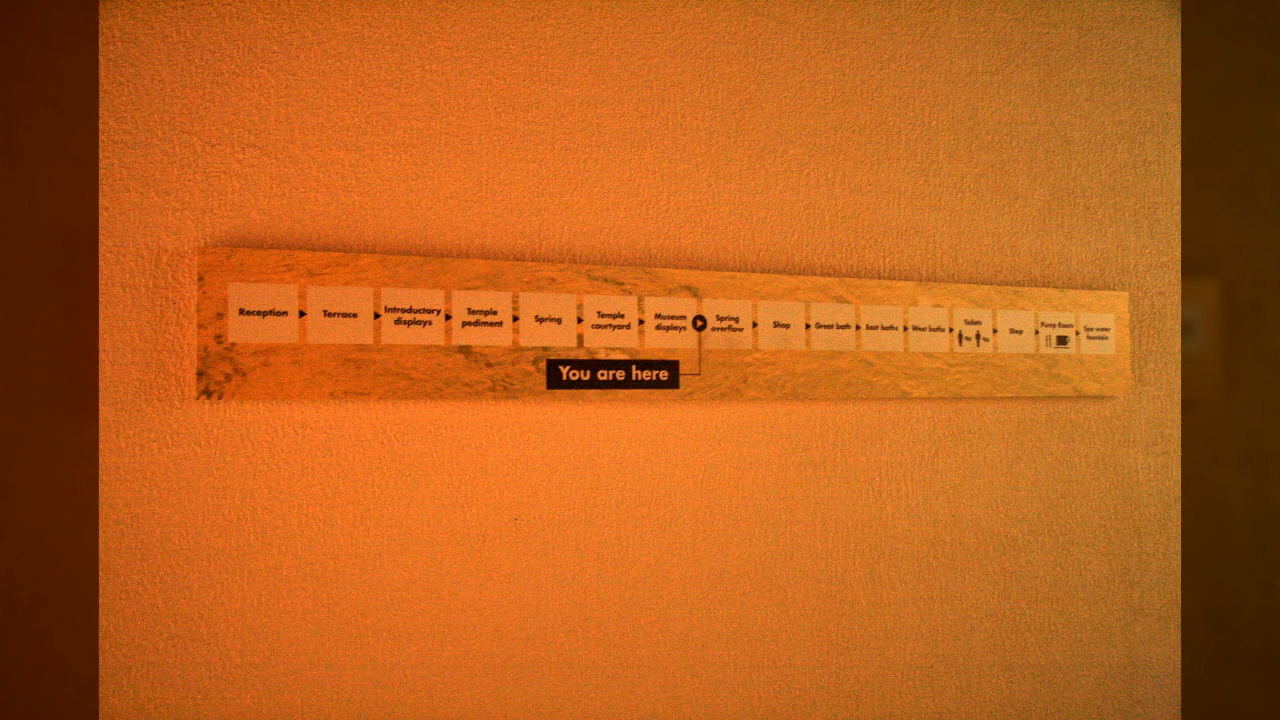 Reception
Terrace
Introductory
displays
Temple
pediment
Spring
Temple
courtyard
Museum
displays
Spring
overflow
Shop
Great bath
East baths
West baths
Toilets
Shop
Pump Room
Spa water
fountain
You are here